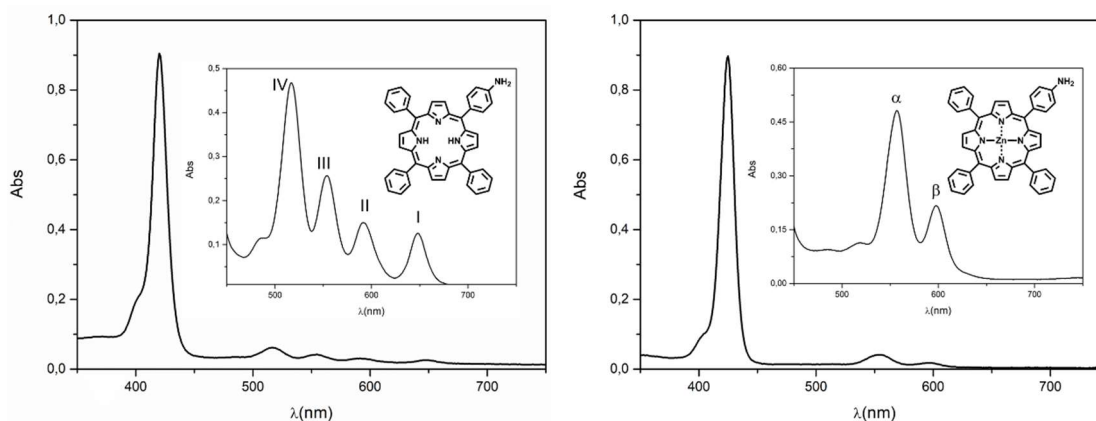 1,0
0,8
0,6
0,4
0,2
0,0
Abs
400 500 600 700
λ(nm)
0,5
0,4
0,3
0,2
0,1
500 600 700
λ(nm)
Abs
IV
III
II
I
NH₂
N
NH HN
N
1,0
0,8
0,6
0,4
0,2
0,0
Abs
400 500 600 700
λ(nm)
0,60
0,45
0,30
0,15
0,00
500 600 700
λ(nm)
Abs
α
β
NH₂
N
N Zn N
N